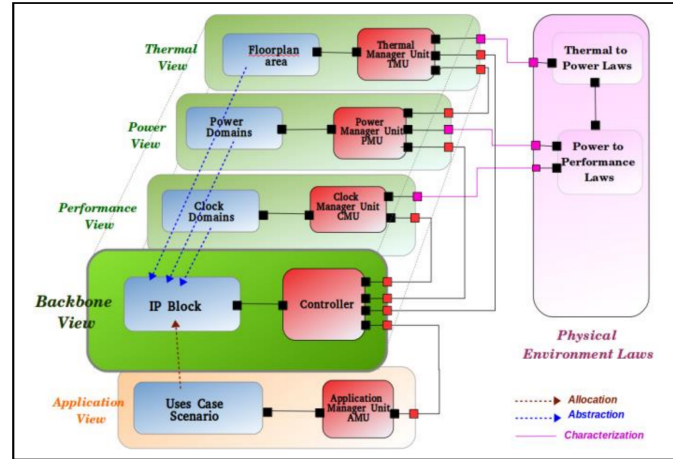 Thermal
View
Floorplan
area
Thermal
Manager Unit
TMU
Thermal to
Power Laws
Power
View
Power
Domains
Power
Manager Unit
PMU
Power to
Performance
Laws
Performance
View
Clock
Domains
Clock
Manager Unit
CMU
Backbone
View
IP Block
Controller
Physical
Environment Laws
Application
View
Uses Case
Scenario
Application
Manager Unit
AMU
Allocation
Abstraction
Characterization